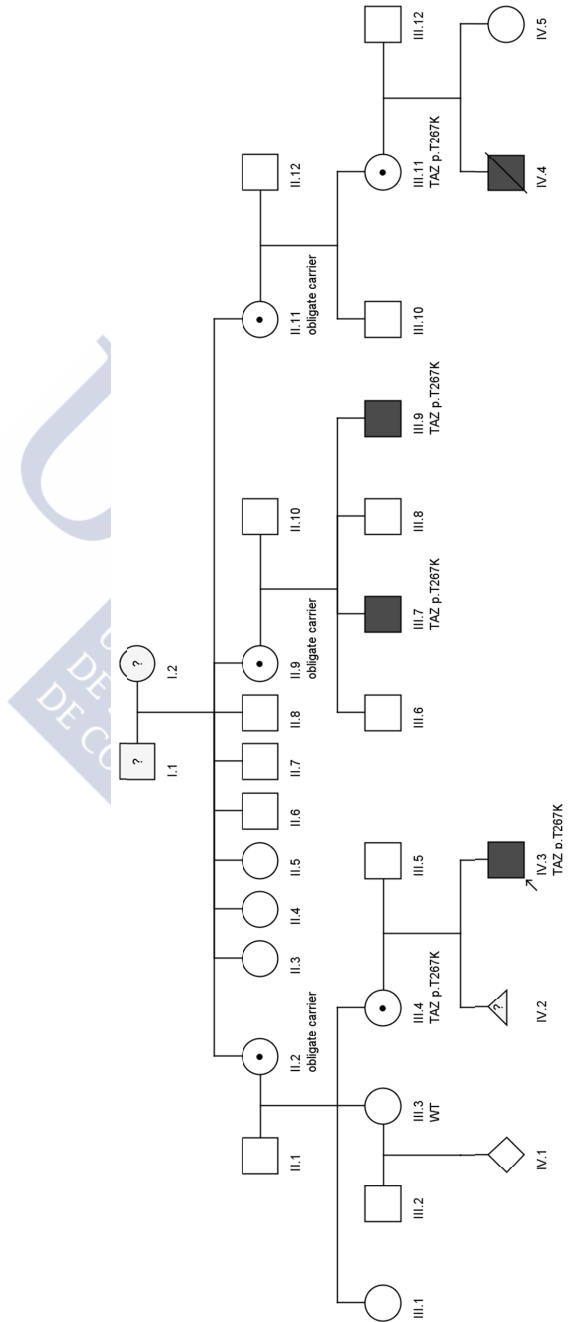 ?
?
I.1
I.2
II.1
II.2
obligate carrier
II.3
II.4
II.5
II.6
II.7
II.8
II.9
obligate carrier
II.10
II.11
obligate carrier
II.12
III.1
III.2
III.3
WT
III.4
TAZ p.T267K
III.5
III.6
III.7
TAZ p.T267K
III.8
III.9
TAZ p.T267K
III.10
III.11
TAZ p.T267K
III.12
?
IV.1
IV.2
IV.3
TAZ p.T267K
IV.4
IV.5
U
DE
DE CO